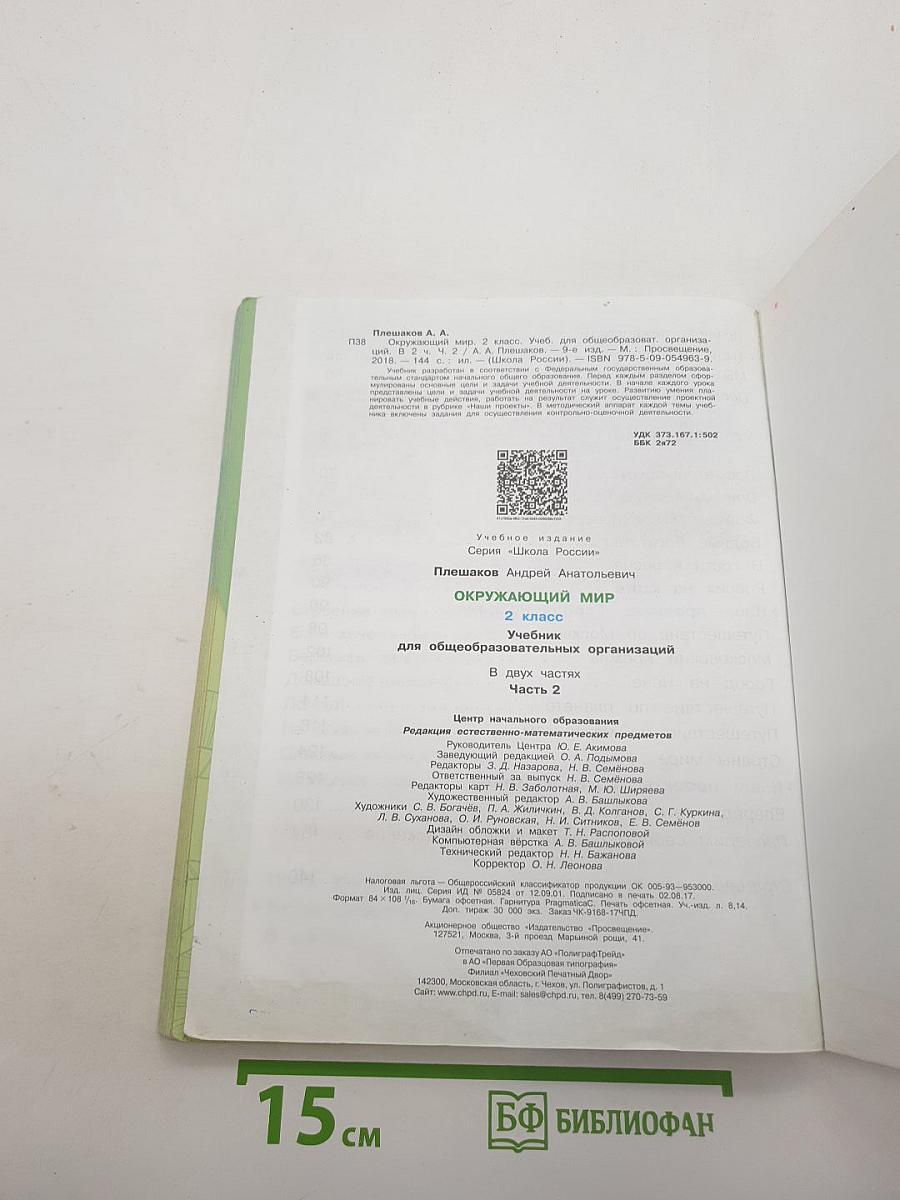 Плешаков А. А.
П38 Окружающий мир. 2 класс. Учеб. для общеобразоват. организа-
ций. В 2 ч. Ч. 2 / А. А. Плешаков. — 9-е изд. — М. : Просвещение,
2018. — 144 с. : ил. — (Школа России). — ISBN 978-5-09-054963-9.
Учебник разработан в соответствии с Федеральным государственным образова-
тельным стандартом начального общего образования. Перед каждым разделом сфор-
мулированы основные цели и задачи учебной деятельности. В начале каждого урока
представлены цели и задачи учебной деятельности на уроке. Развитию умения пла-
нировать учебные действия, работать на результат служит осуществление проектной
деятельности в рубрике «Наши проекты». В методический аппарат каждой темы учеб-
ника включены задания для осуществления контрольно-оценочной деятельности.
УДК 373.167.1:502
ББК 2я72
Учебное издание
Серия «Школа России»
Плешаков Андрей Анатольевич
ОКРУЖАЮЩИЙ МИР
2 класс
Учебник
для общеобразовательных организаций
В двух частях
Часть 2
Центр начального образования
Редакция естественно-математических предметов
Руководитель Центра Ю. Е. Акимова
Заведующий редакцией О. А. Подымова
Редакторы З. Д. Назарова, Н. В. Семёнова
Ответственный за выпуск Н. В. Семёнова
Редакторы карт Н. В. Заболотная, М. Ю. Ширяева
Художественный редактор А. В. Башлыкова
Художники С. В. Богачёв, П. А. Жиличкин, В. Д. Колганов, С. Г. Куркина,
Л. В. Суханова, О. И. Руновская, Н. И. Ситников, Е. В. Семёнов
Дизайн обложки и макет Т. Н. Распоповой
Компьютерная вёрстка А. В. Башлыковой
Технический редактор Н. Н. Бажанова
Корректор О. Н. Леонова
Налоговая льгота — Общероссийский классификатор продукции ОК 005-93—953000.
Изд. лиц. Серия ИД № 05824 от 12.09.01. Подписано в печать 02.08.17.
Формат 84 × 108 1/16. Бумага офсетная. Гарнитура PragmaticaC. Печать офсетная. Уч.-изд. л. 8,14.
Доп. тираж 30 000 экз. Заказ ЧК-9168-17ЧПД.
Акционерное общество «Издательство «Просвещение».
127521, Москва, 3-й проезд Марьиной рощи, 41.
Отпечатано по заказу АО «ПолиграфТрейд»
в АО «Первая Образцовая типография»
Филиал «Чеховский Печатный Двор»
142300, Московская область, г. Чехов, ул. Полиграфистов, д. 1
Сайт: www.chpd.ru, E-mail: sales@chpd.ru, тел. 8(499) 270-73-59
15 см
БФ БИБЛИОФАН